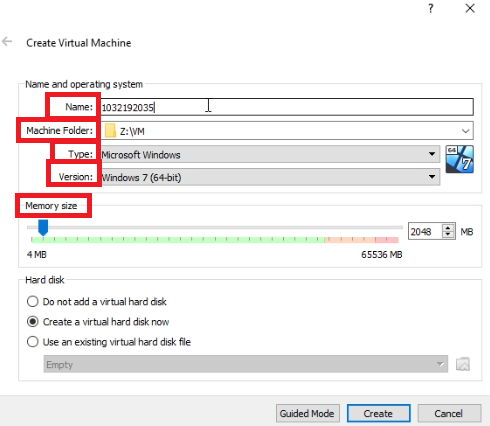 ?
Create Virtual Machine
Name and operating system
Name: 1032192035
Machine Folder: Z:\VM
Type: Microsoft Windows
64
7
Version: Windows 7 (64-bit)
Memory size
2048 MB
4 MB 65536 MB
Hard disk
Do not add a virtual hard disk
Create a virtual hard disk now
Use an existing virtual hard disk file
Empty
Guided Mode Create Cancel